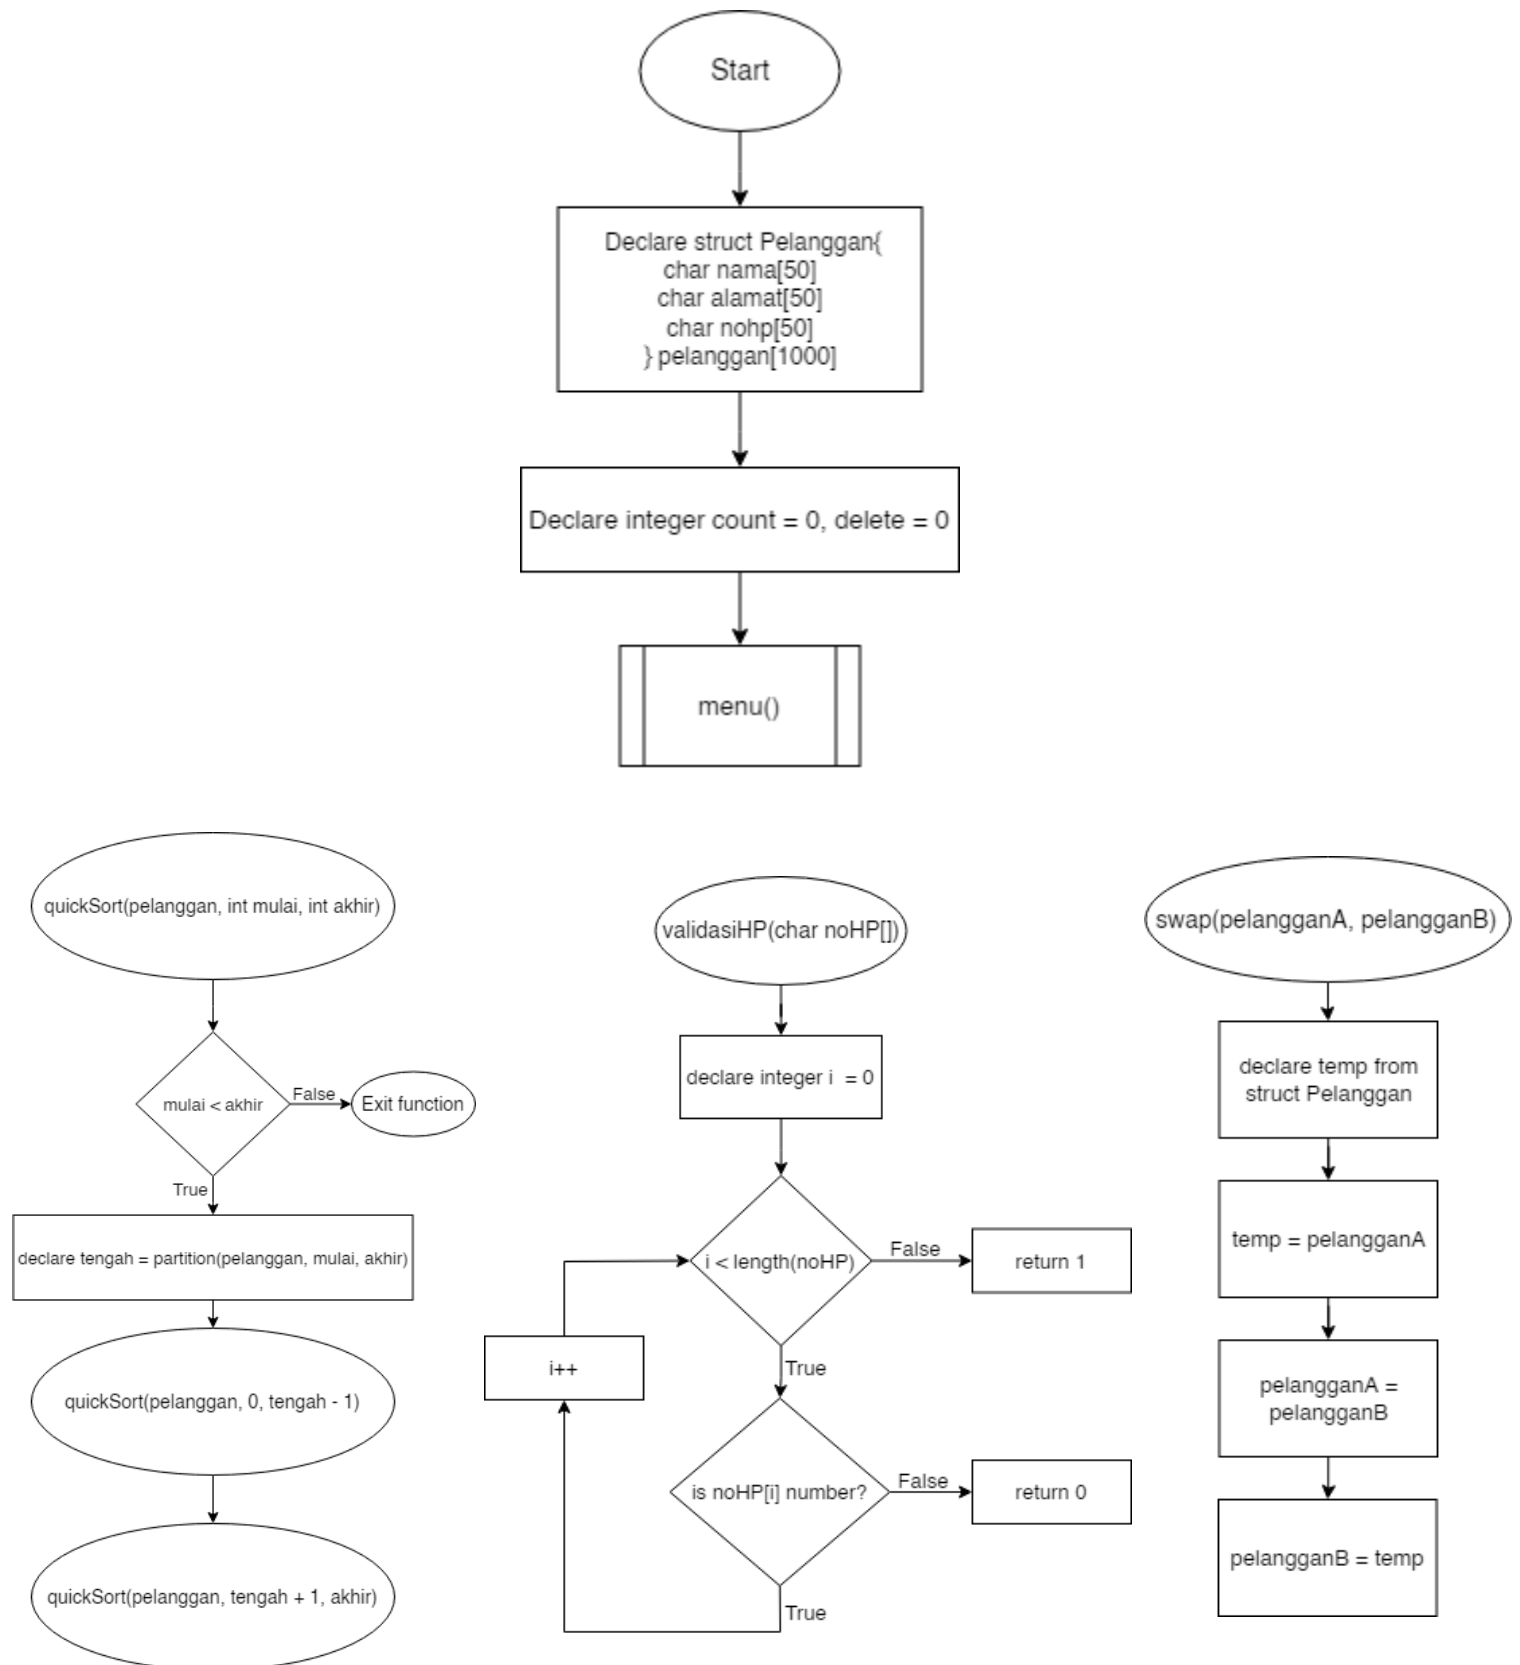 Start
Declare struct Pelanggan{
char nama[50]
char alamat[50]
char nohp[50]
} pelanggan[1000]
Declare integer count = 0, delete = 0
menu()
quickSort(pelanggan, int mulai, int akhir)
mulai < akhir
False
Exit function
True
declare tengah = partition(pelanggan, mulai, akhir)
quickSort(pelanggan, 0, tengah - 1)
quickSort(pelanggan, tengah + 1, akhir)
validasiHP(char noHP[])
declare integer i  = 0
i < length(noHP)
False
return 1
i++
True
is noHP[i] number?
False
return 0
True
swap(pelangganA, pelangganB)
declare temp from
struct Pelanggan
temp = pelangganA
pelangganA =
pelangganB
pelangganB = temp